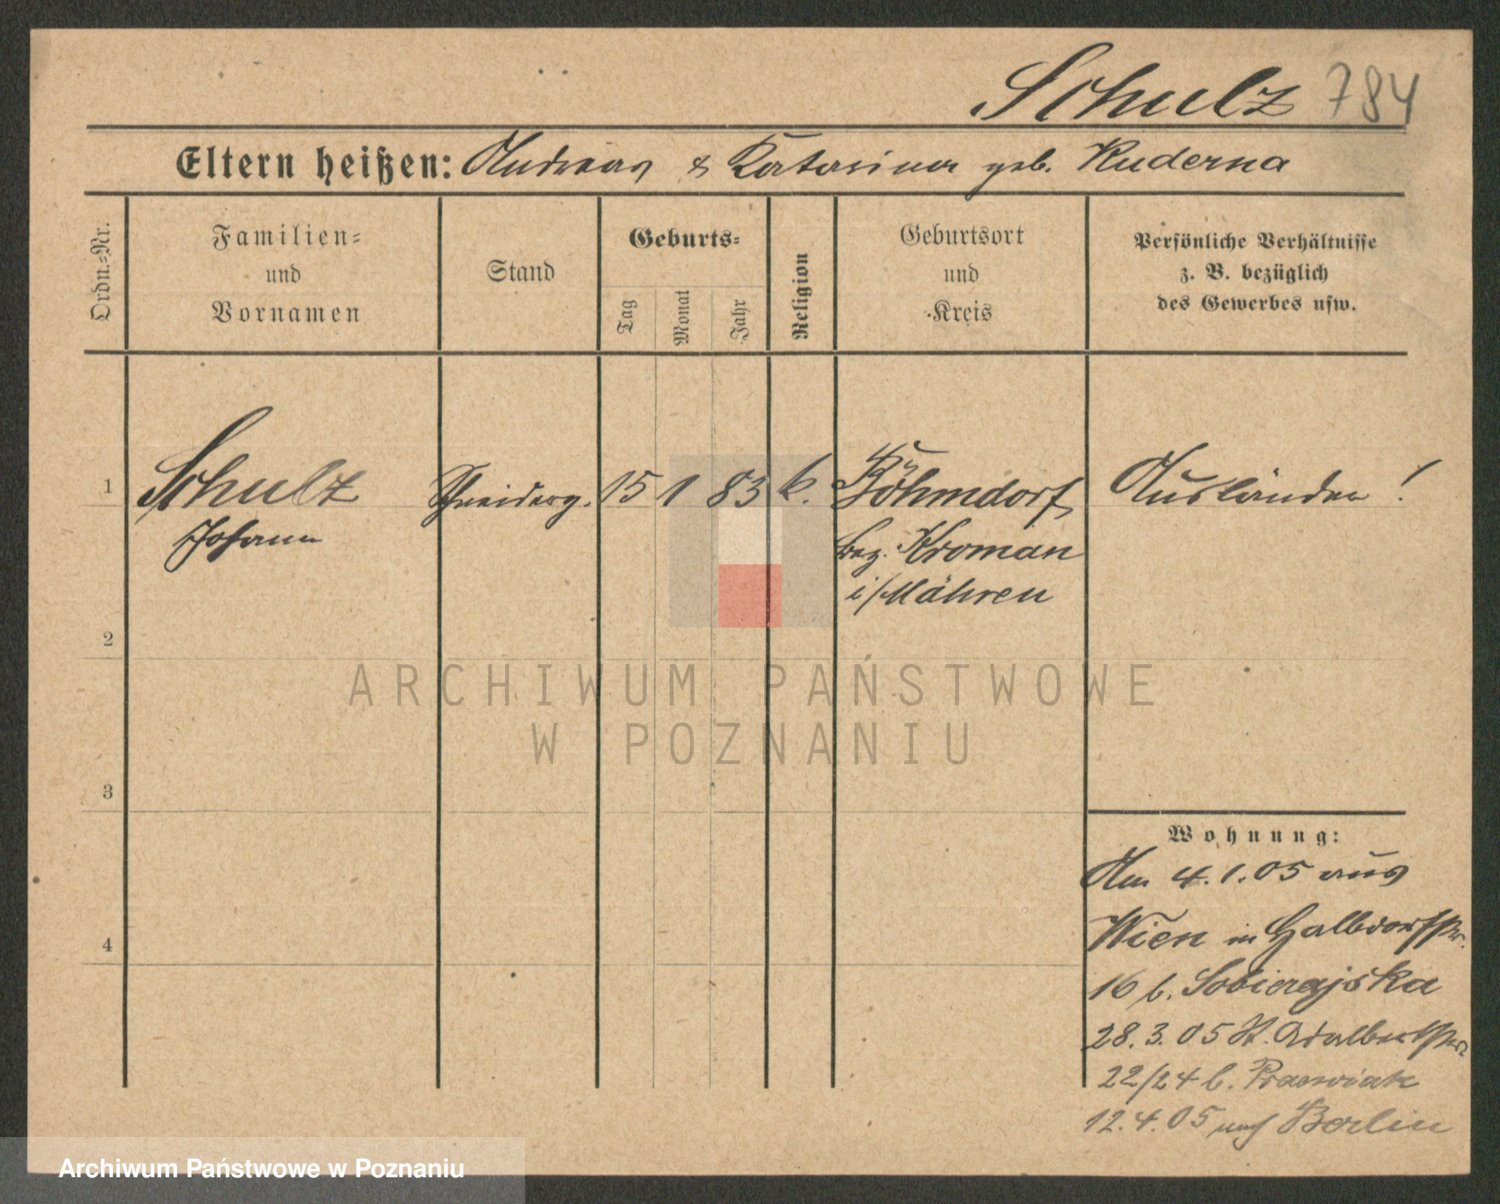 Schulz 784
Eltern heißen: Andreas & Katarina geb. Kuderna
Ordn.-Nr.
Familien-
und
Vornamen
Stand
Geburts-
Tag
Monat
Jahr
Religion
Geburtsort
und
Kreis
Persönliche Verhältnisse
z. B. bezüglich
des Gewerbes usw.
1 Schulz Schneiderg. 15 1 83 k. Böhmdorf Ausländer!
Johann
Bez. Kroman
i/Mähren
2
3
4
Wohnung:
Am 4.1.05 aus
Wien in Halbdorfstr.
16 b. Sobierajska
28.3.05 St. Adalbertstr.
22/24 b.
12.4.05 nach Berlin
ARCHIWUM PAŃSTWOWE
W POZNANIU
Archiwum Państwowe w Poznaniu